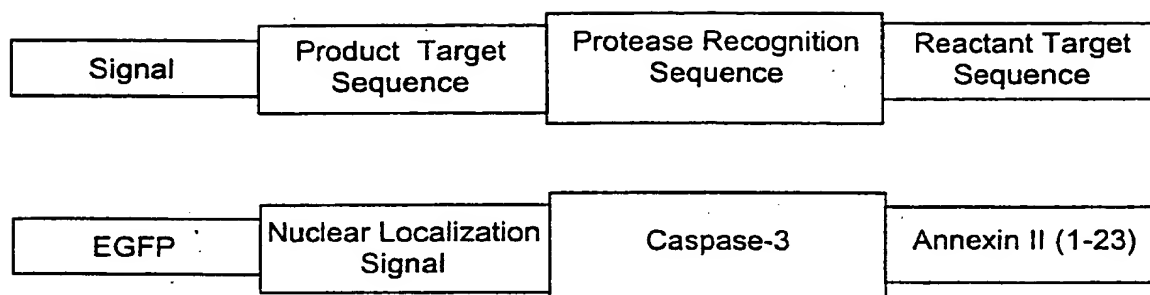 Signal
Product Target
Sequence
Protease Recognition
Sequence
Reactant Target
Sequence
EGFP
Nuclear Localization
Signal
Caspase-3
Annexin II (1-23)